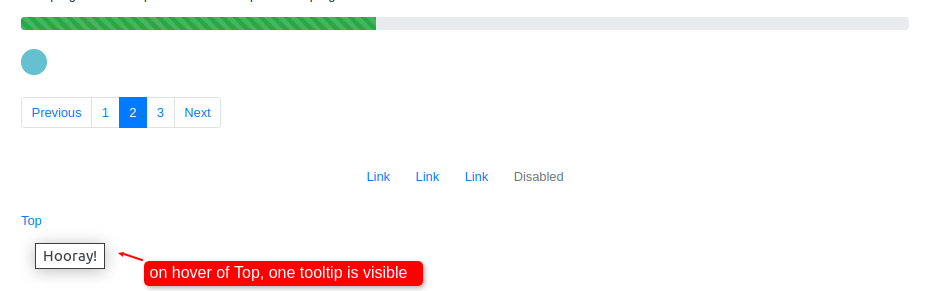 Previous 1 2 3 Next
Link Link Link Disabled
Top
Hooray!
on hover of Top, one tooltip is visible